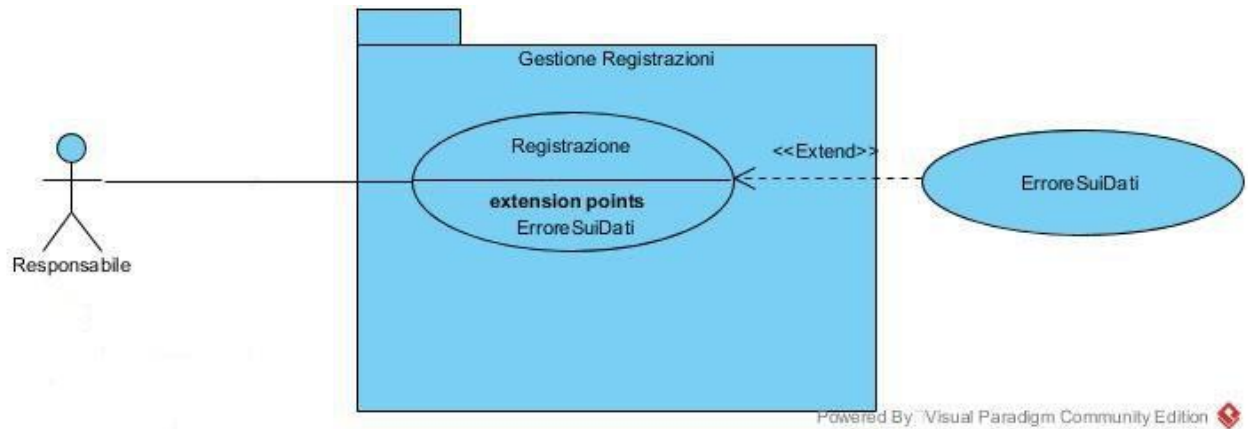 Gestione Registrazioni
Registrazione
extension points
ErroreSuiDati
<<Extend>>
ErroreSuiDati
Responsabile
Powered By Visual Paradigm Community Edition